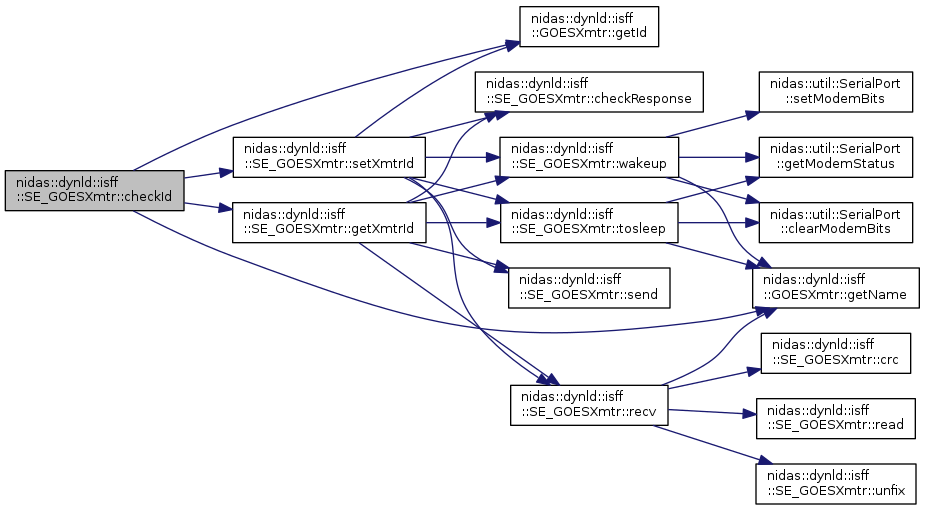 nidas::dynld::isff
::SE_GOESXmtr::checkId
nidas::dynld::isff
::SE_GOESXmtr::setXmtrId
nidas::dynld::isff
::SE_GOESXmtr::getXmtrId
nidas::dynld::isff
::GOESXmtr::getId
nidas::dynld::isff
::SE_GOESXmtr::checkResponse
nidas::dynld::isff
::SE_GOESXmtr::wakeup
nidas::dynld::isff
::SE_GOESXmtr::tosleep
nidas::dynld::isff
::SE_GOESXmtr::send
nidas::dynld::isff
::SE_GOESXmtr::recv
nidas::util::SerialPort
::setModemBits
nidas::util::SerialPort
::getModemStatus
nidas::util::SerialPort
::clearModemBits
nidas::dynld::isff
::GOESXmtr::getName
nidas::dynld::isff
::SE_GOESXmtr::crc
nidas::dynld::isff
::SE_GOESXmtr::read
nidas::dynld::isff
::SE_GOESXmtr::unfix